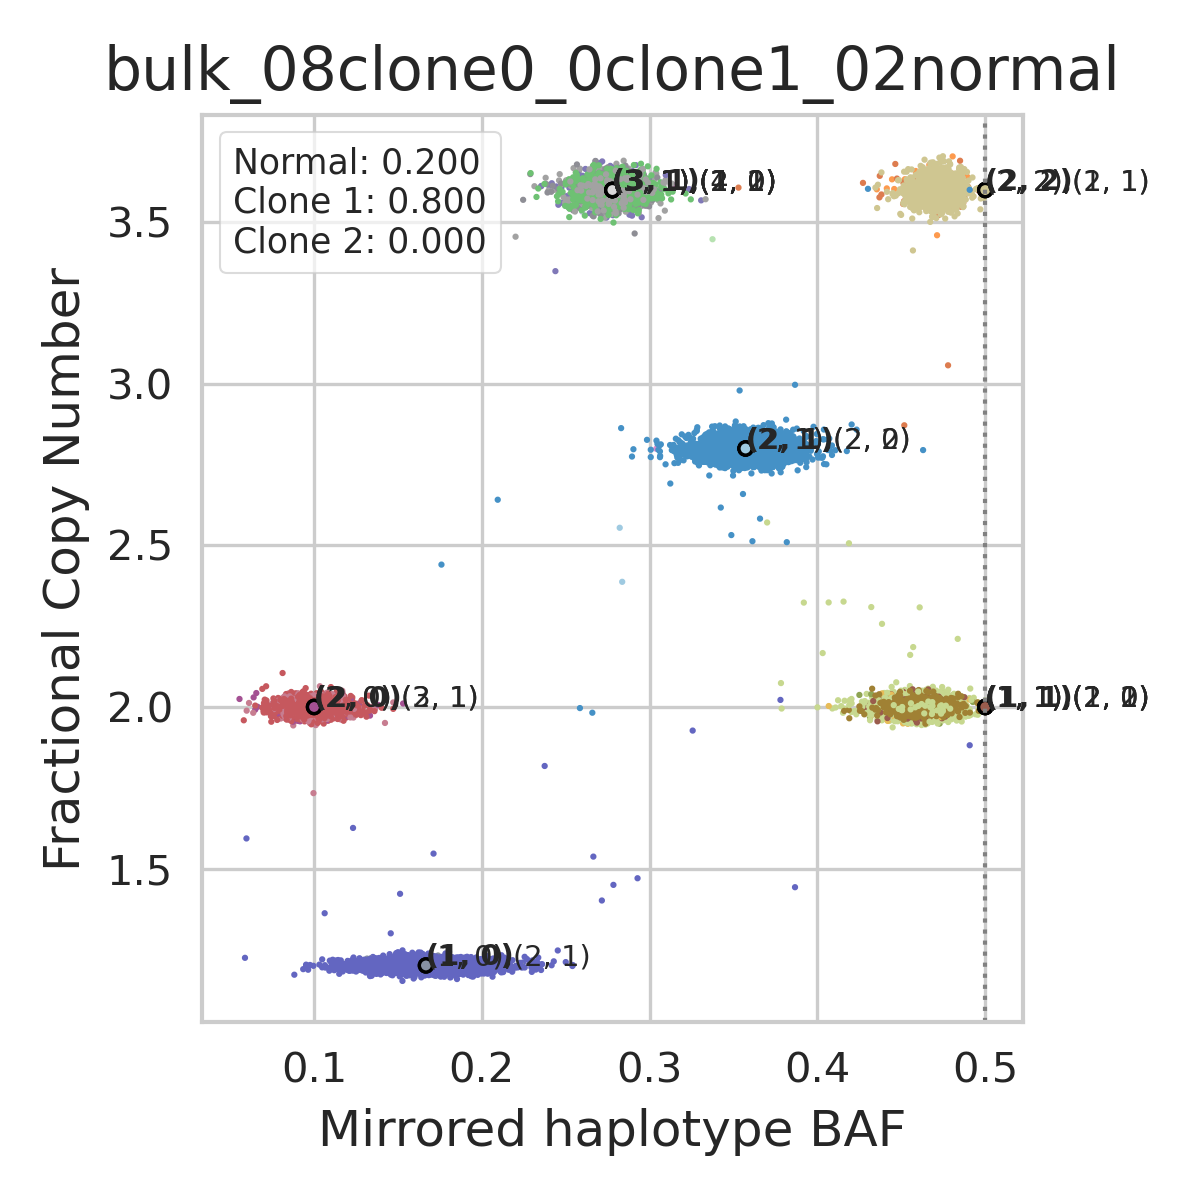 bulk_08clone0_0clone1_02normal
Normal: 0.200
Clone 1: 0.800
Clone 2: 0.000
(3, 1)
(2, 2)
(2, 1)
(2, 2)
(2, 0)
(1, 1)
(1, 0)
(2, 1)
3.5
3.0
2.5
2.0
1.5
0.1 0.2 0.3 0.4 0.5
Fractional Copy Number
Mirrored haplotype BAF